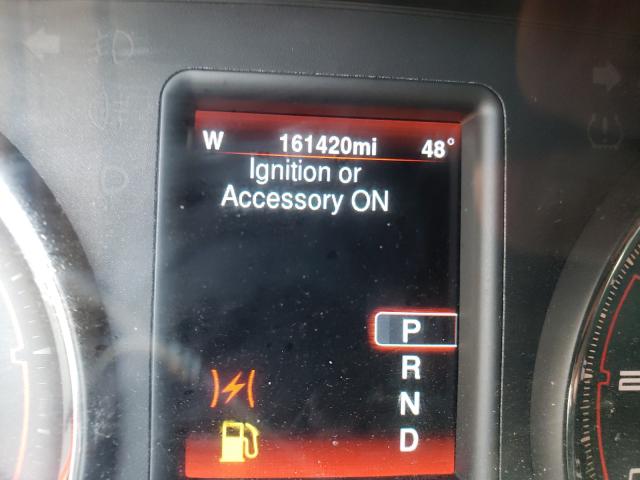 W 161420mi 48°
Ignition or
Accessory ON
P
R
N
D